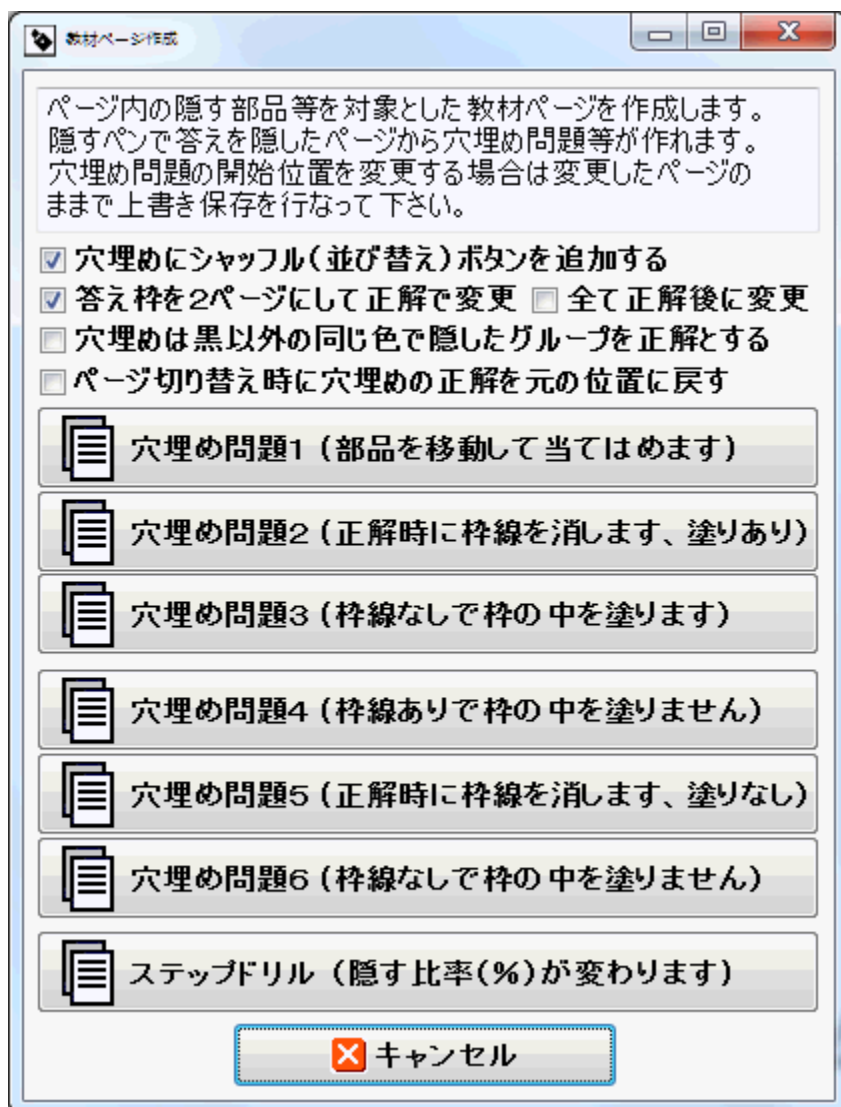 教材ページ作成
ページ内の隠す部品等を対象とした教材ページを作成します。
隠すペンで答えを隠したページから穴埋め問題等が作れます。
穴埋め問題の開始位置を変更する場合は変更したページの
ままで上書き保存を行なって下さい。
穴埋めにシャッフル(並び替え)ボタンを追加する
答え枠を2ページにして正解で変更 全て正解後に変更
穴埋めは黒以外の同じ色で隠したグループを正解とする
ページ切り替え時に穴埋めの正解を元の位置に戻す
穴埋め問題1 (部品を移動して当てはめます)
穴埋め問題2 (正解時に枠線を消します、塗りあり)
穴埋め問題3 (枠線なしで枠の中を塗ります)
穴埋め問題4 (枠線ありで枠の中を塗りません)
穴埋め問題5 (正解時に枠線を消します、塗りなし)
穴埋め問題6 (枠線なしで枠の中を塗りません)
ステップドリル (隠す比率(%)が変わります)
キャンセル